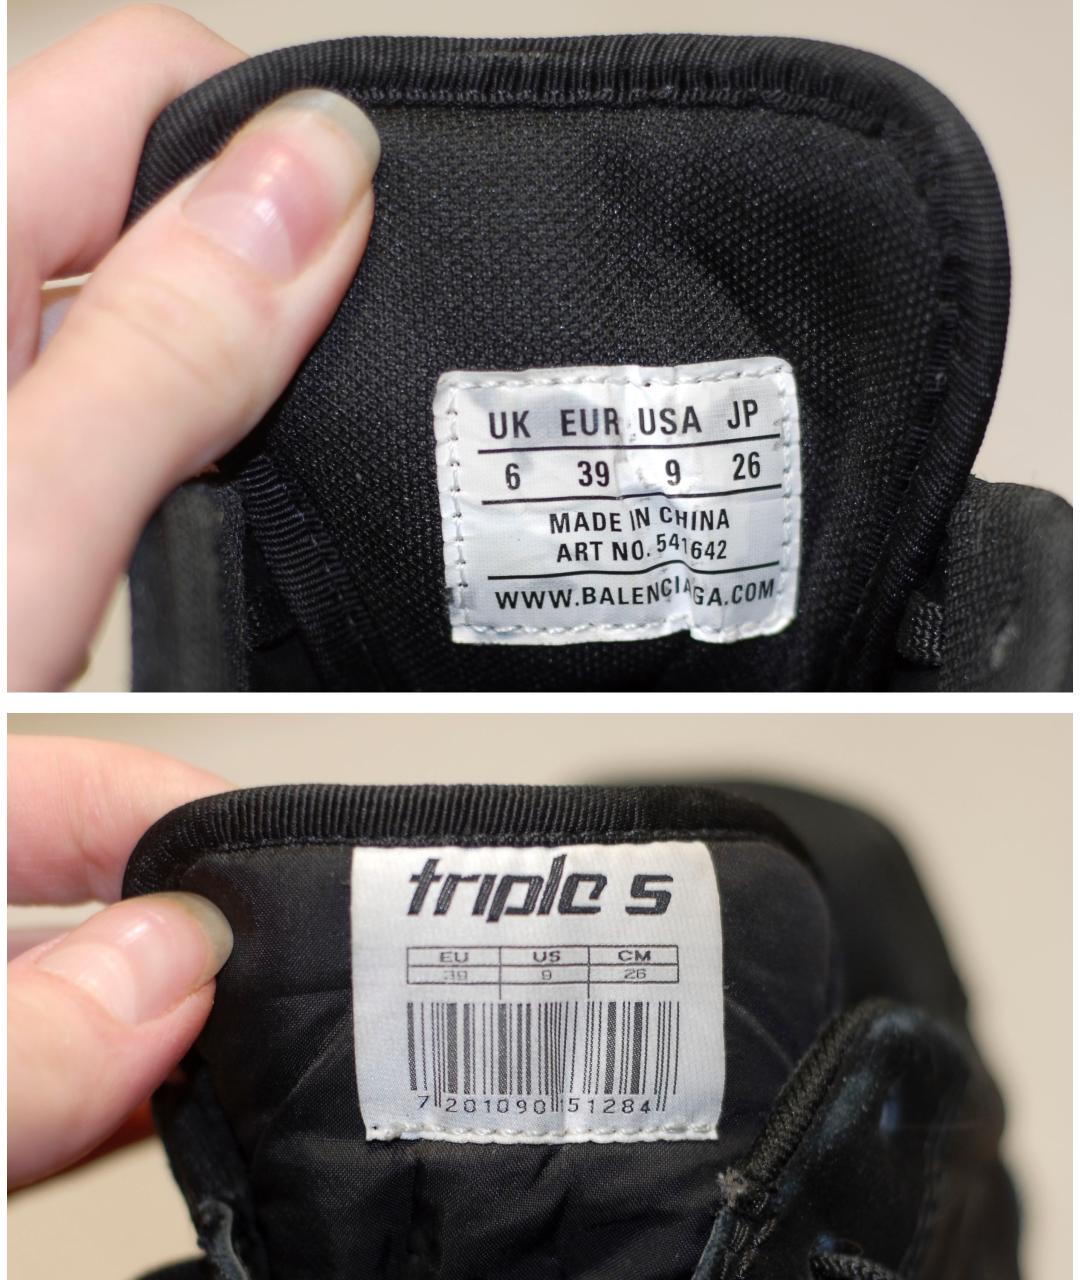 UK EUR USA JP
6 39 9 26
MADE IN CHINA
ART NO. 541642
WWW.BALENCIAGA.COM
triple s
EU US CM
39 9 26
7 201090 151284